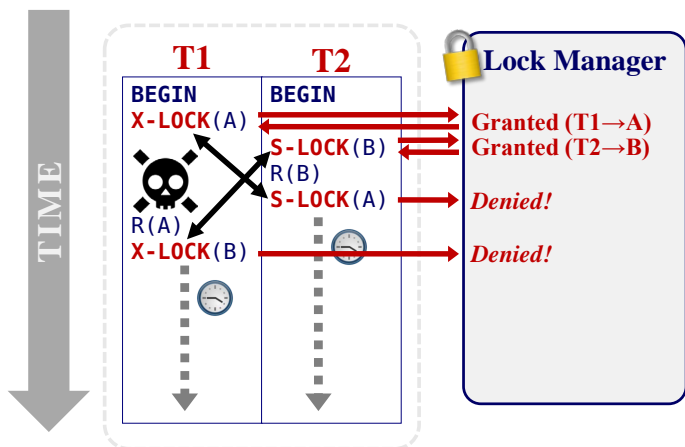 TIME
T1
T2
Lock Manager
BEGIN
BEGIN
X-LOCK(A)
Granted (T1→A)
S-LOCK(B)
Granted (T2→B)
R(B)
S-LOCK(A)
Denied!
R(A)
X-LOCK(B)
Denied!